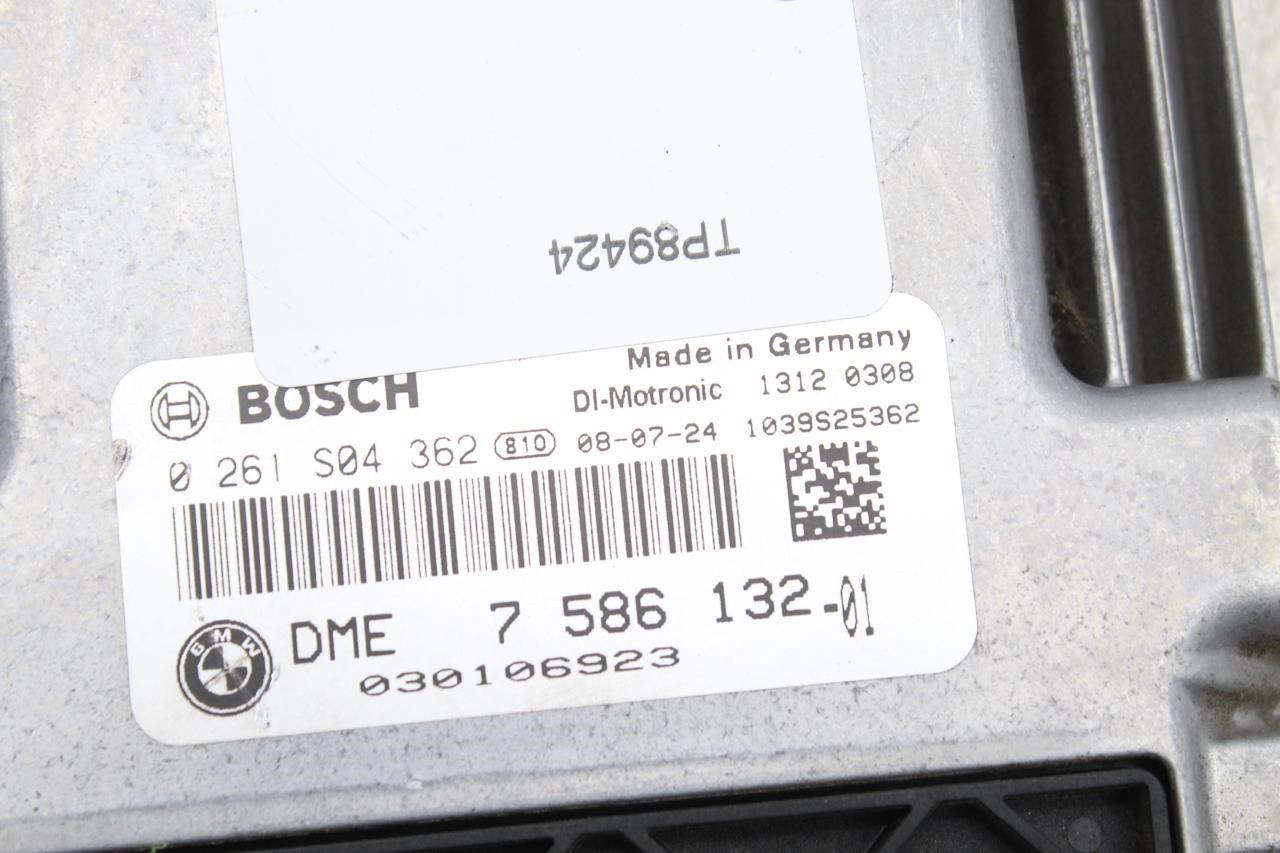 TP89424
Made in Germany
BOSCH DI-Motronic 1312 0308
0 261 S04 362 810 08-07-24 1039S25362
BMW DME 7 586 132-01
030106923